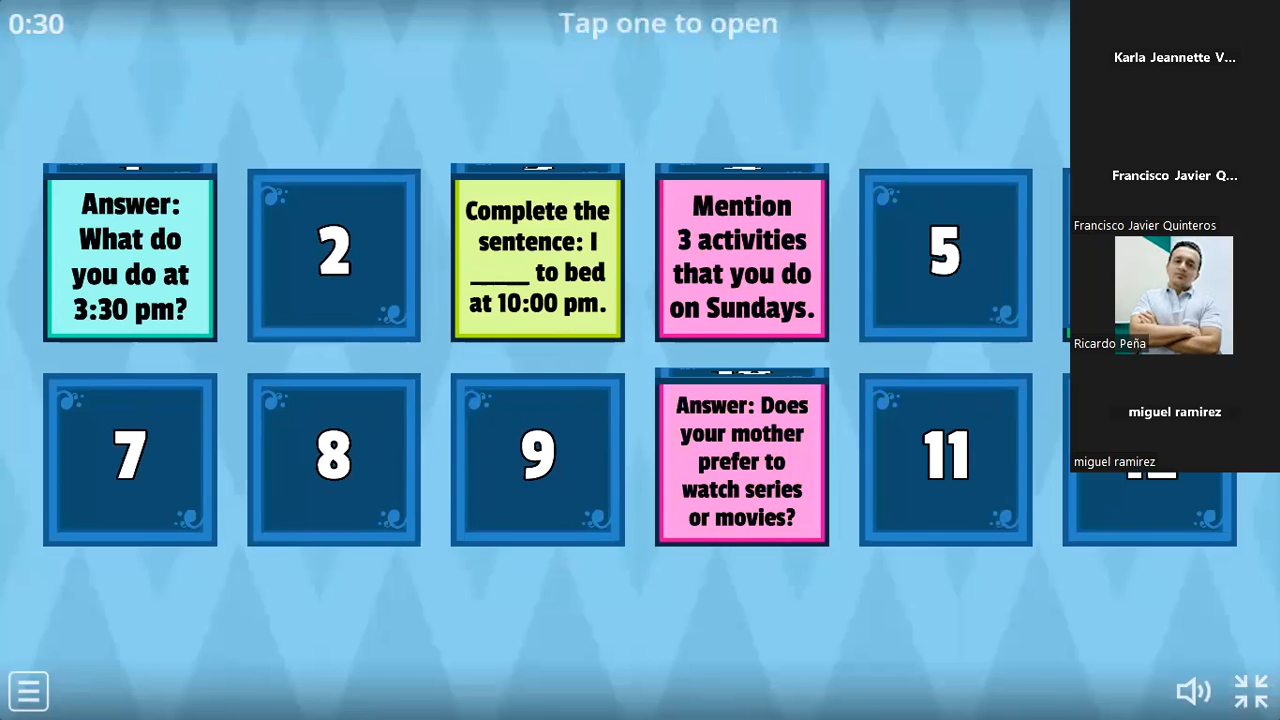 0:30
Tap one to open
Karla Jeannette V...
Francisco Javier Q...
Francisco Javier Quinteros
Answer:
What do
you do at
3:30 pm?
2
Complete the
sentence: I
_____ to bed
at 10:00 pm.
Mention
3 activities
that you do
on Sundays.
5
Ricardo Peña
7
8
9
Answer: Does
your mother
prefer to
watch series
or movies?
11
miguel ramirez
miguel ramirez